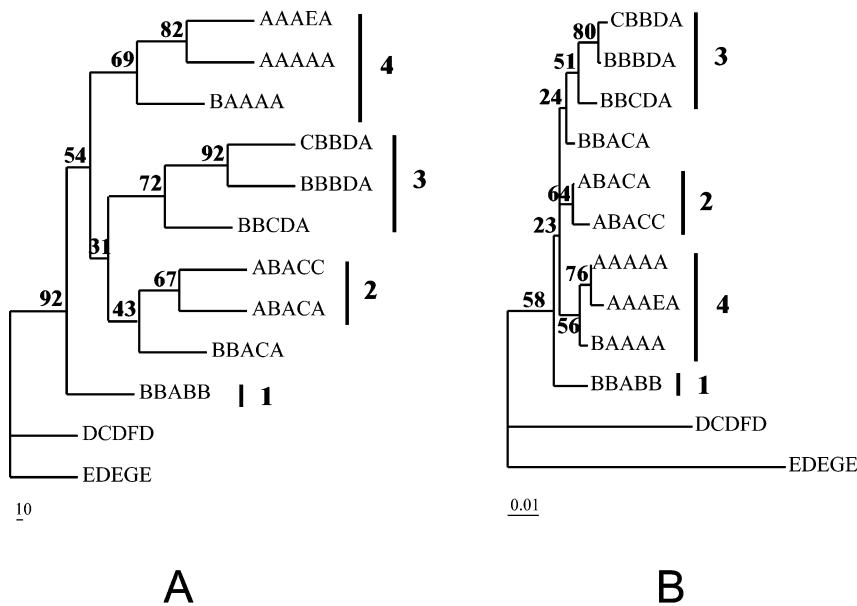 AAAEA
82
AAAAA
69
4
BAAAA
54
CBBDA
92
BBBDA
72
3
BBCDA
31
ABACC
67
2
ABACA
43
92
BBACA
BBABB
1
DCDFD
EDEGE
10
A
CBBDA
80
BBBDA
51
3
BBCDA
24
BBACA
ABACA
64
2
ABACC
23
AAAAA
76
AAAEA
58
4
56
BAAAA
BBABB
1
DCDFD
EDEGE
0.01
B